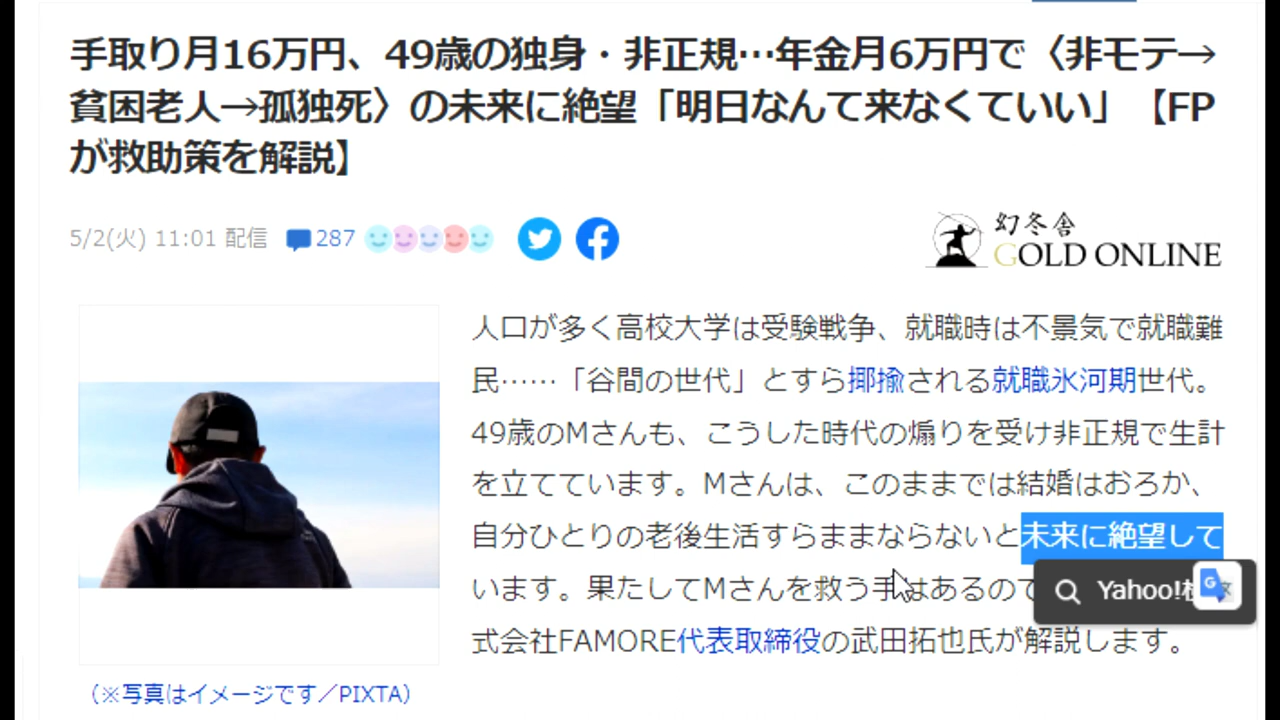 手取り月16万円、49歳の独身・非正規…年金月6万円で〈非モテ→
貧困老人→孤独死〉の未来に絶望「明日なんて来なくていい」【FP
が救助策を解説】
5/2(火) 11:01 配信
287
幻冬舎
GOLD ONLINE
人口が多く高校大学は受験戦争、就職時は不景気で就職難
民……「谷間の世代」とすら揶揄される就職氷河期世代。
49歳のMさんも、こうした時代の煽りを受け非正規で生計
を立てています。Mさんは、このままでは結婚はおろか、
自分ひとりの老後生活すらままならないと未来に絶望して
います。果たしてMさんを救う手はあるので
Yahoo!
式会社FAMORE代表取締役の武田拓也氏が解説します。
（※写真はイメージです／PIXTA）